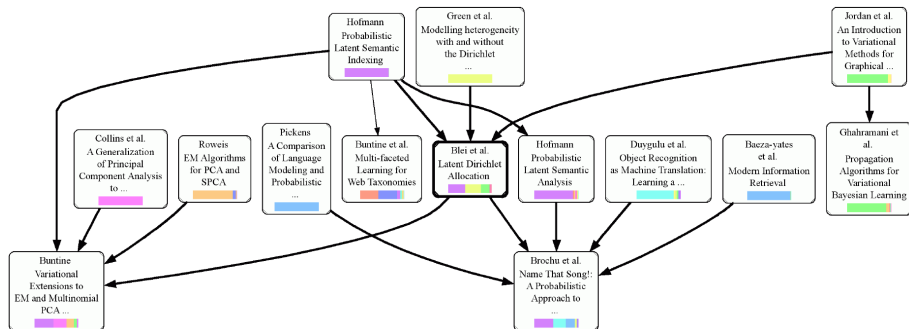 Hofmann
Probabilistic
Latent Semantic
Indexing
Green et al.
Modelling heterogeneity
with and without
the Dirichlet
...
Jordan et al.
An Introduction
to Variational
Methods for
Graphical ...
Collins et al.
A Generalization
of Principal
Component Analysis
to ...
Roweis
EM Algorithms
for PCA and
SPCA
Pickens
A Comparison
of Language
Modeling and Probabilistic
...
Buntine et al.
Multi-faceted
Learning for
Web Taxonomies
Blei et al.
Latent Dirichlet
Allocation
Hofmann
Probabilistic
Latent Semantic
Analysis
Duygulu et al.
Object Recognition
as Machine Translation:
Learning a ...
Baeza-yates
et al.
Modern Information
Retrieval
Ghahramani et al.
Propagation
Algorithms for
Variational
Bayesian Learning
Buntine
Variational
Extensions to
EM and Multinomial
PCA ...
Brochu et al.
Name That Song!:
A Probabilistic
Approach to
...